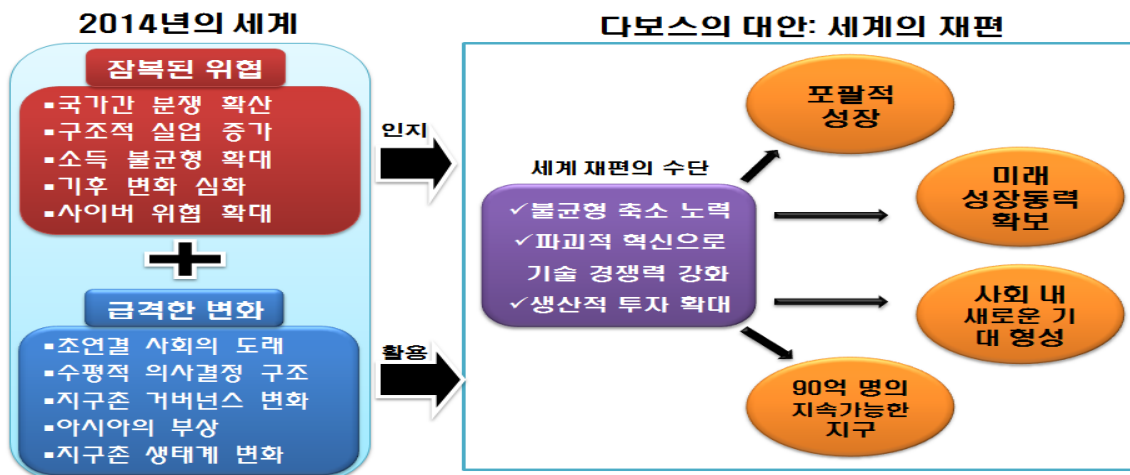 2014년의 세계
잠복된 위협
▪국가간 분쟁 확산
▪구조적 실업 증가
▪소득 불균형 확대
▪기후 변화 심화
▪사이버 위협 확대
급격한 변화
▪초연결 사회의 도래
▪수평적 의사결정 구조
▪지구촌 거버넌스 변화
▪아시아의 부상
▪지구촌 생태계 변화
인지
활용
다보스의 대안: 세계의 재편
세계 재편의 수단
✓불균형 축소 노력
✓파괴적 혁신으로
기술 경쟁력 강화
✓생산적 투자 확대
포괄적
성장
미래
성장동력
확보
사회 내
새로운 기
대 형성
90억 명의
지속가능한
지구